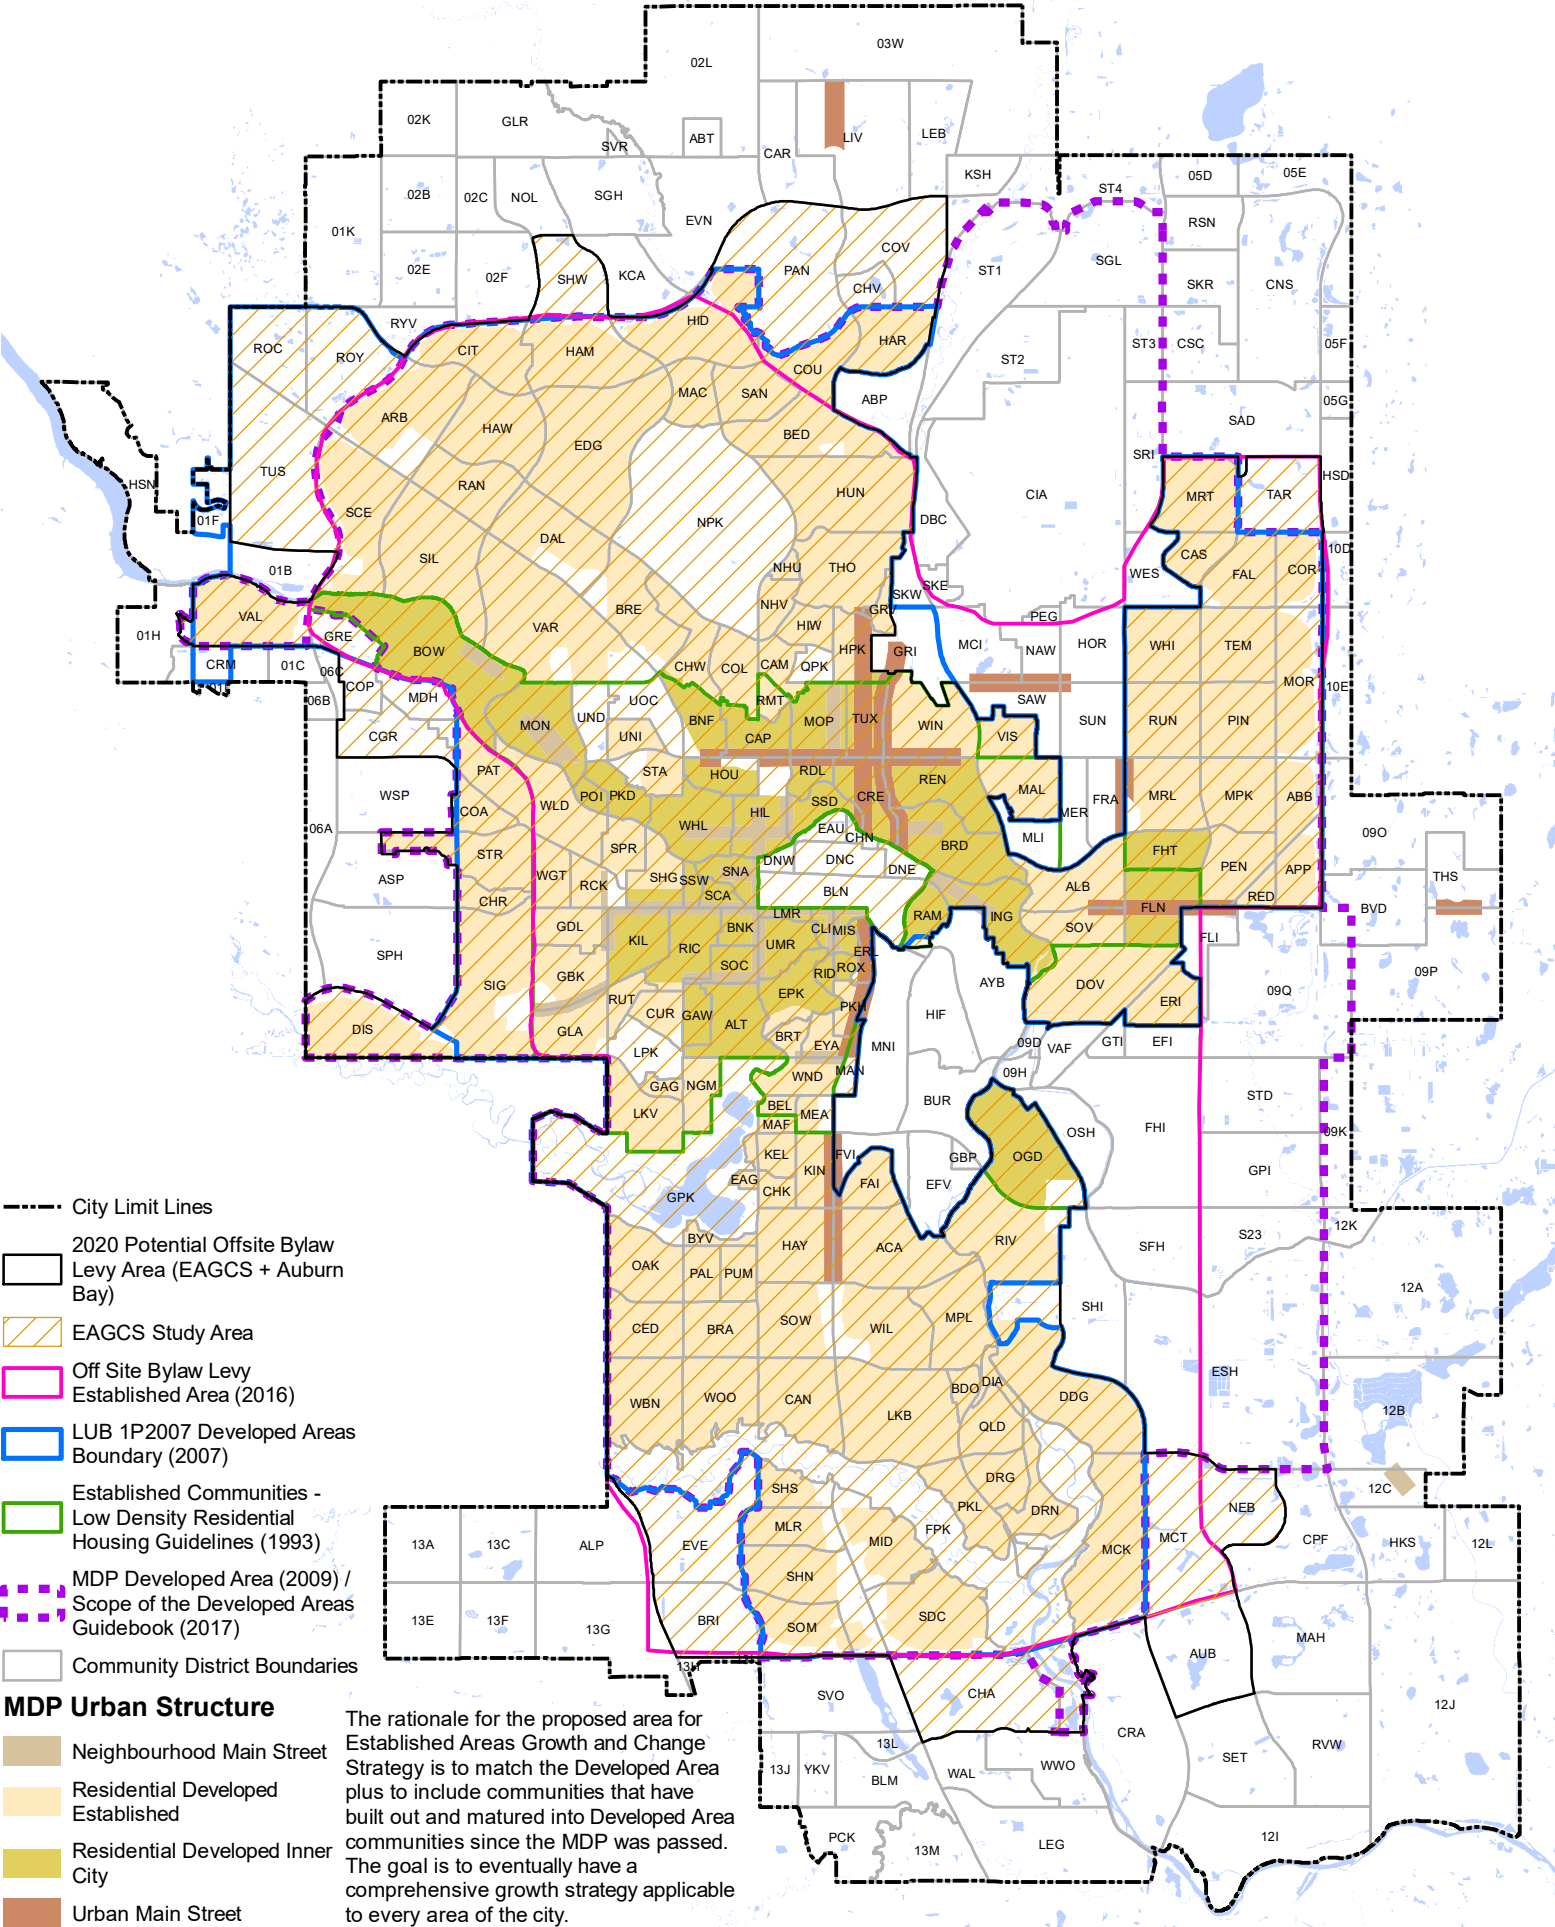 03W
02L
02K
GLR
SVR
ABT
CAR
LIV
LEB
KSH
ST4
05D
05E
02B
02C
NOL
SGH
EVN
RSN
01K
02E
02F
SHW
KCA
PAN
COV
CHV
ST1
SGL
SKR
CNS
RYV
HID
HAR
ROC
ROY
CIT
HAM
COU
ST2
ST3
CSC
05F
MAC
SAN
ABP
05G
ARB
HAW
EDG
BED
SAD
SRI
TUS
RAN
HUN
CIA
MRT
TAR
HSD
HSN
01F
SCE
NPK
DBC
SIL
DAL
10D
01B
NHU
THO
CAS
FAL
COR
WES
SKE
SKW
VAL
BRE
NHV
GRV
PEG
01H
GRE
VAR
HIW
HPK
GRI
MCI
NAW
HOR
WHI
TEM
CRM
01C
06C
BOW
CHW
COL
CAM
QPK
MOR
10E
COP
06B
MDH
UOC
RMT
SAW
MON
UND
BNF
MOP
TUX
WIN
SUN
RUN
PIN
CGR
UNI
CAP
VIS
PAT
STA
HOU
RDL
REN
WSP
COA
WLD
POI
PKD
SSD
CRE
MAL
MER
FRA
MRL
MPK
ABB
06A
WHL
HIL
EAU
CHN
MLI
09O
STR
SPR
DNW
DNC
DNE
BRD
FHT
PEN
APP
ASP
WGT
RCK
SHG
SSW
SNA
SCA
BLN
ALB
RED
THS
CHR
LMR
RAM
ING
FLN
BVD
GDL
KIL
RIC
BNK
UMR
CLI
MIS
SOV
FLI
SPH
SOC
ERL
RID
ROX
09P
SIG
GBK
RUT
EPK
AYB
DOV
ERI
09Q
DIS
GLA
CUR
GAW
ALT
BRT
PKH
HIF
EYA
MNI
09D
VAF
GTI
EFI
LPK
WND
MAN
09H
GAG
NGM
BUR
STD
LKV
BEL
MEA
MAF
OSH
FHI
09K
KEL
FVI
GBP
OGD
GPI
EAG
CHK
KIN
FAI
EFV
GPK
BYV
HAY
ACA
RIV
SFH
S23
12K
OAK
PAL
PUM
12A
CED
BRA
SOW
WIL
MPL
SHI
ESH
BDO
DIA
WBN
WOO
CAN
LKB
DDG
12B
QLD
SHS
DRG
PKL
DRN
NEB
12C
MLR
MID
FPK
MCT
MCK
CPF
HKS
12L
13A
13C
ALP
EVE
SHN
13E
13F
13G
BRI
SOM
SDC
MAH
AUB
13H
SVO
CHA
12J
CRA
13L
SET
RVW
13J
YKV
BLM
WAL
WWO
PCK
13M
LEG
12I
City Limit Lines
2020 Potential Offsite Bylaw
Levy Area (EAGCS + Auburn
Bay)
EAGCS Study Area
Off Site Bylaw Levy
Established Area (2016)
LUB 1P2007 Developed Areas
Boundary (2007)
Established Communities -
Low Density Residential
Housing Guidelines (1993)
MDP Developed Area (2009) /
Scope of the Developed Areas
Guidebook (2017)
Community District Boundaries
MDP Urban Structure
Neighbourhood Main Street
Residential Developed
Established
Residential Developed Inner
City
Urban Main Street
The rationale for the proposed area for
Established Areas Growth and Change
Strategy is to match the Developed Area
plus to include communities that have
built out and matured into Developed Area
communities since the MDP was passed.
The goal is to eventually have a
comprehensive growth strategy applicable
to every area of the city.